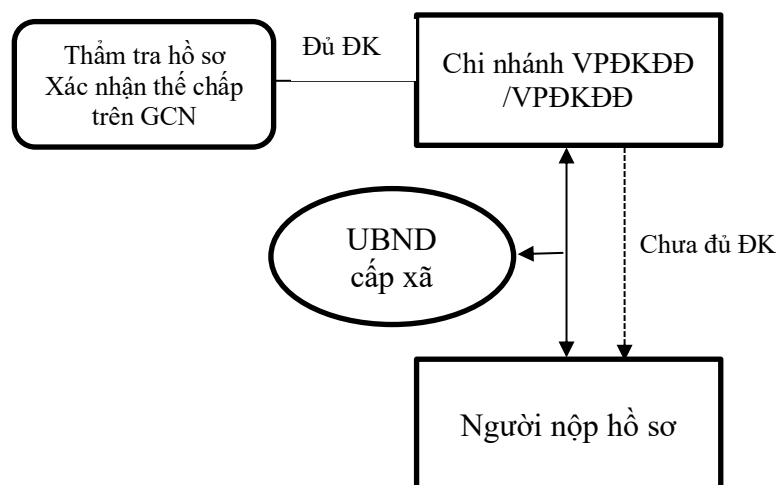 Thẩm tra hồ sơ
Xác nhận thế chấp
trên GCN
Đủ ĐK
Chi nhánh VPĐKĐĐ
/VPĐKĐĐ
UBND
cấp xã
Chưa đủ ĐK
Người nộp hồ sơ